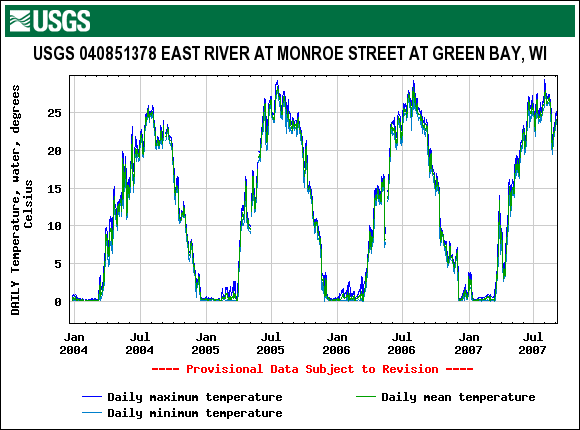 USGS
USGS 040851378 EAST RIVER AT MONROE STREET AT GREEN BAY, WI
DAILY Temperature, water, degrees
Celsius
25
20
15
10
5
0
Jan Jul Jan Jul Jan Jul Jan Jul
2004 2004 2005 2005 2006 2006 2007 2007
---- Provisional Data Subject to Revision ----
Daily maximum temperature Daily mean temperature
Daily minimum temperature